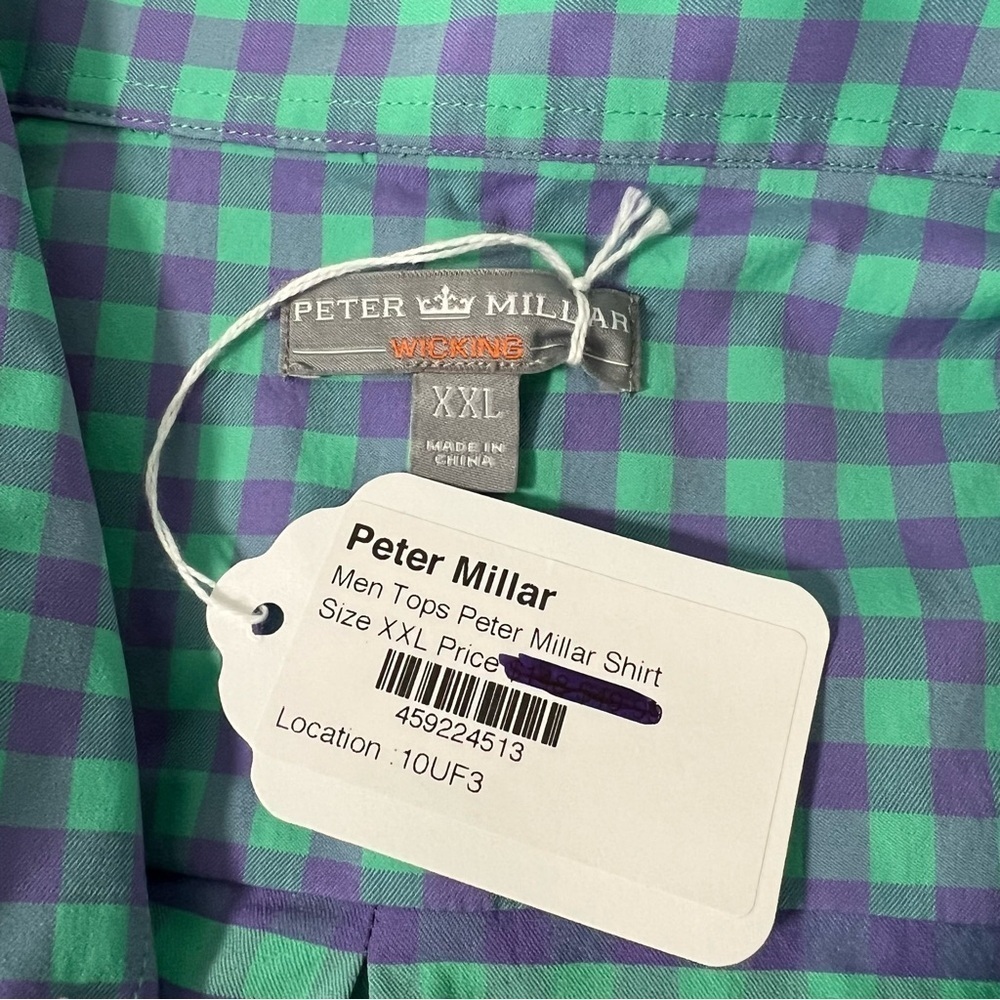 PETER MILLAR
WICKING
XXL
MADE IN
CHINA
Peter Millar
Men Tops Peter Millar Shirt
Size XXL Price
459224513
Location :10UF3